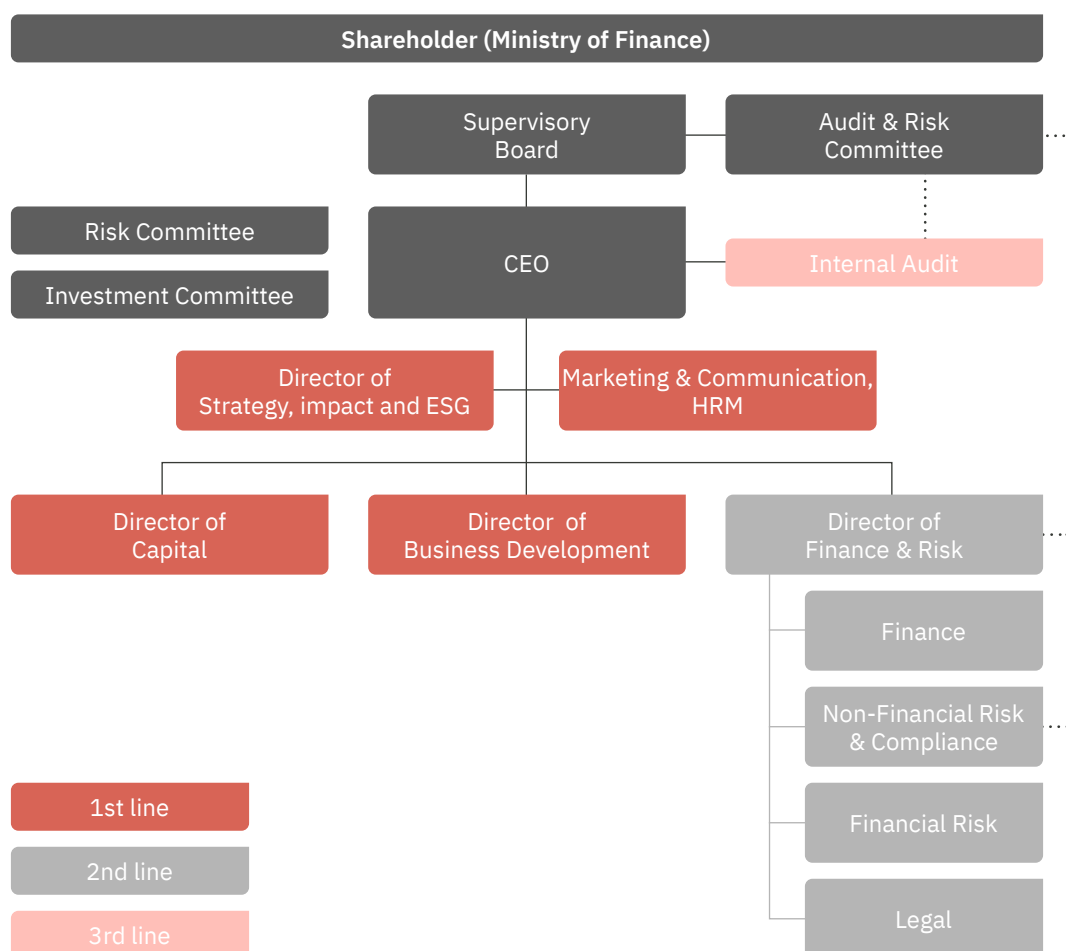 Shareholder (Ministry of Finance)
Supervisory
Board
Audit & Risk
Committee
Risk Committee
CEO
Internal Audit
Investment Committee
Director of
Strategy, impact and ESG
Marketing & Communication,
HRM
Director of
Capital
Director of
Business Development
Director of
Finance & Risk
Finance
Non-Financial Risk
& Compliance
Financial Risk
Legal
1st line
2nd line
3rd line